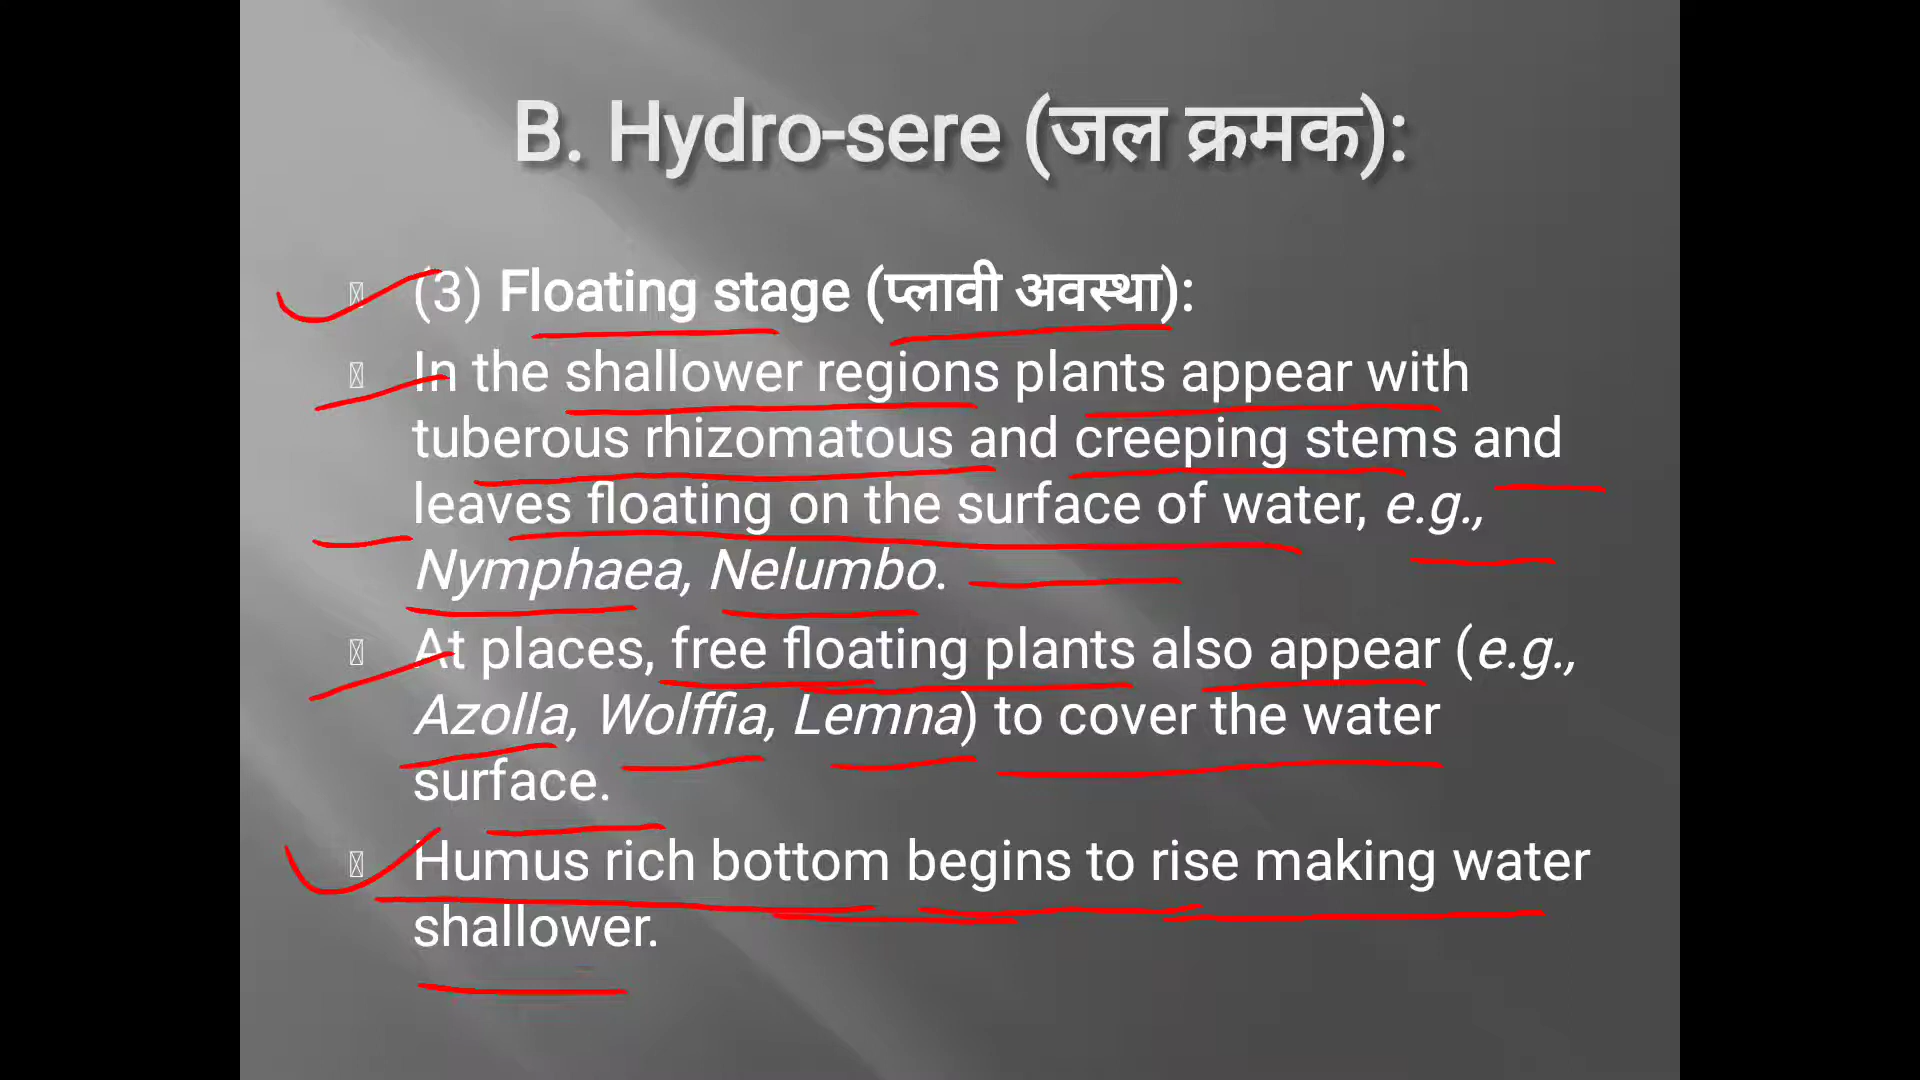 B. Hydro-sere (जल क्रमक):
(3) Floating stage (प्लावी अवस्था):
In the shallower regions plants appear with
tuberous rhizomatous and creeping stems and
leaves floating on the surface of water, e.g.,
Nymphaea, Nelumbo.
At places, free floating plants also appear (e.g.,
Azolla, Wolffia, Lemna) to cover the water
surface.
Humus rich bottom begins to rise making water
shallower.